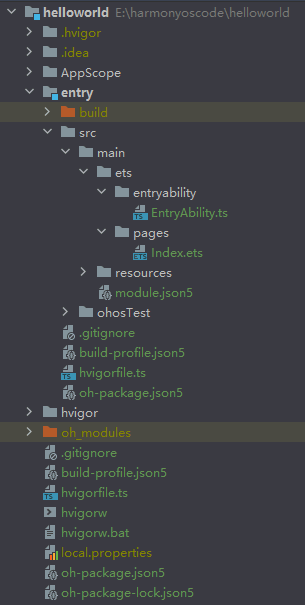 helloworld E:\harmonyoscode\helloworld
.hvigor
.idea
AppScope
entry
build
src
main
ets
entryability
EntryAbility.ts
pages
Index.ets
resources
module.json5
ohosTest
.gitignore
build-profile.json5
hvigorfile.ts
oh-package.json5
hvigor
oh_modules
.gitignore
build-profile.json5
hvigorfile.ts
hvigorw
hvigorw.bat
local.properties
oh-package.json5
oh-package-lock.json5